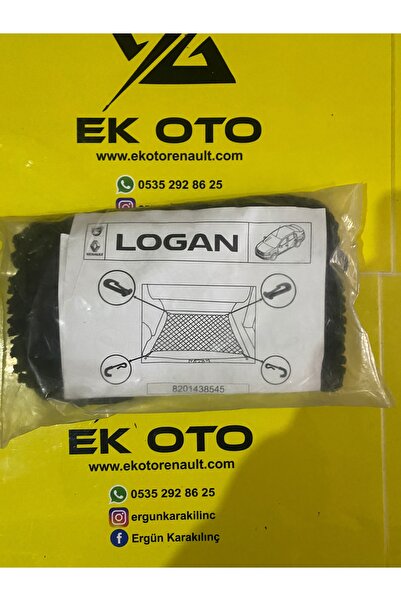 EK OTO
www.ekotorenault.com
0535 292 86 25
RENAULT
LOGAN
8201438545
EK OTO
www.ekotorenault.com
0535 292 86 25
ergunkarakilinc
Ergün Karakılınç